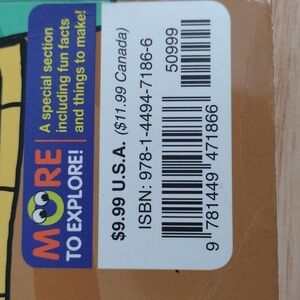 MORE
TO EXPLORE!
A special section
including fun facts
and things to make!
$9.99 U.S.A. ($11.99 Canada)
ISBN: 978-1-4494-7186-6
50999
9 781449 471866